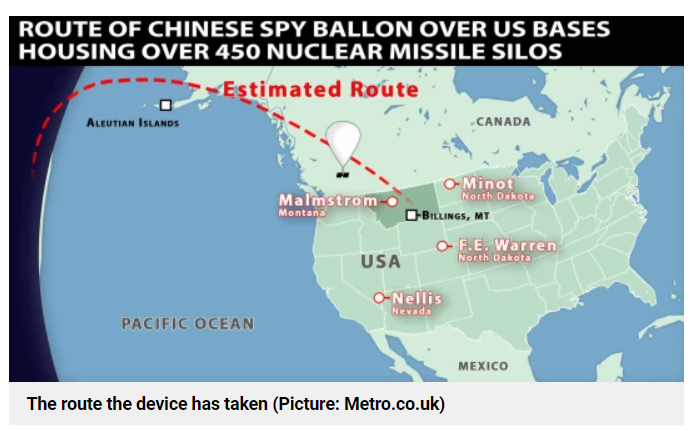 ROUTE OF CHINESE SPY BALLON OVER US BASES
HOUSING OVER 450 NUCLEAR MISSILE SILOS
Estimated Route
ALEUTIAN ISLANDS
CANADA
Minot
North Dakota
Malmstrom
Montana
BILLINGS, MT
F.E. Warren
North Dakota
USA
Nellis
Nevada
PACIFIC OCEAN
MEXICO
The route the device has taken (Picture: Metro.co.uk)